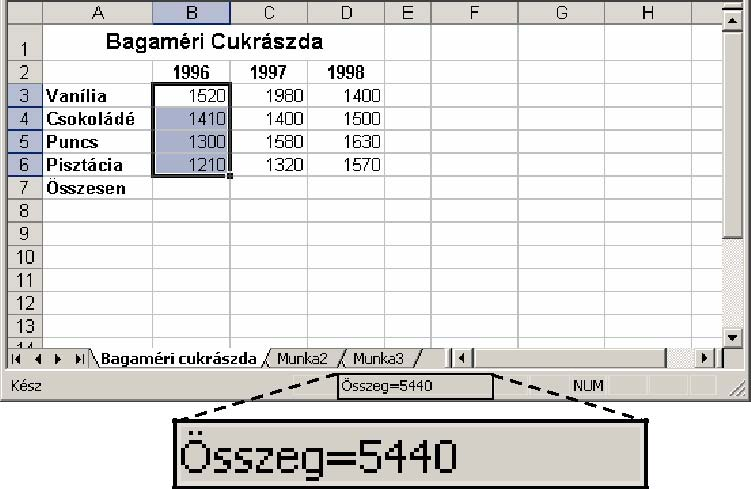 A B C D E F G H
1 Bagaméri Cukrászda
2 1996 1997 1998
3 Vanília 1520 1980 1400
4 Csokoládé 1410 1400 1500
5 Puncs 1300 1580 1630
6 Pisztácia 1210 1320 1570
7 Összesen
8
9
10
11
12
13
14
Bagaméri cukrászda Munka2 Munka3
Kész Összeg=5440 NUM
Összeg=5440